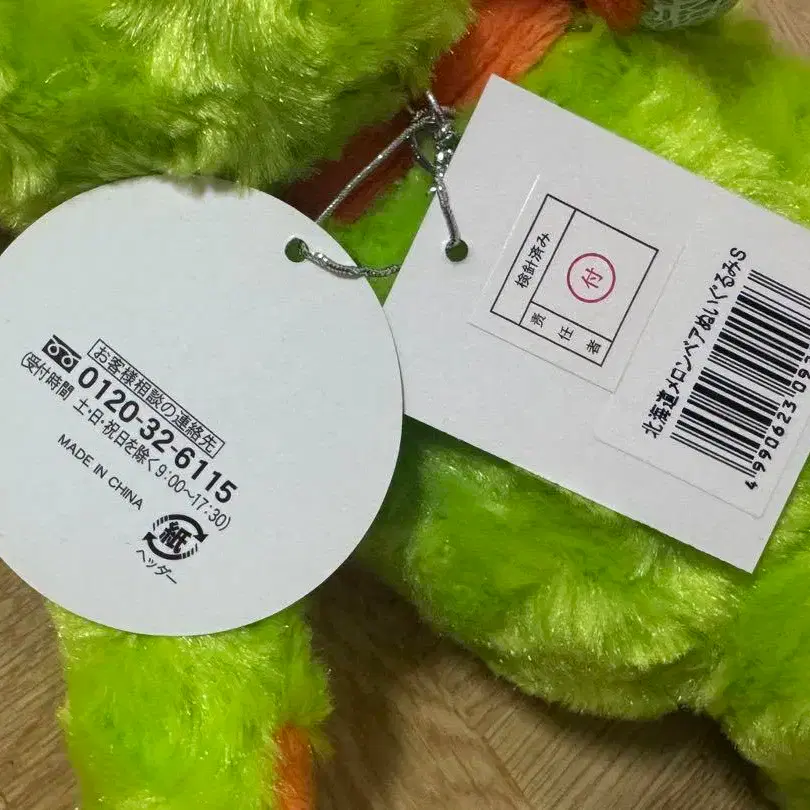 お客様相談の連絡先
0120-32-6115
(受付時間 土・日・祝日を除く9:00〜17:30)
MADE IN CHINA
紙
ヘッダー
検針済み
付
責任者
北海道メロンベアぬいぐるみS
4 990623 092